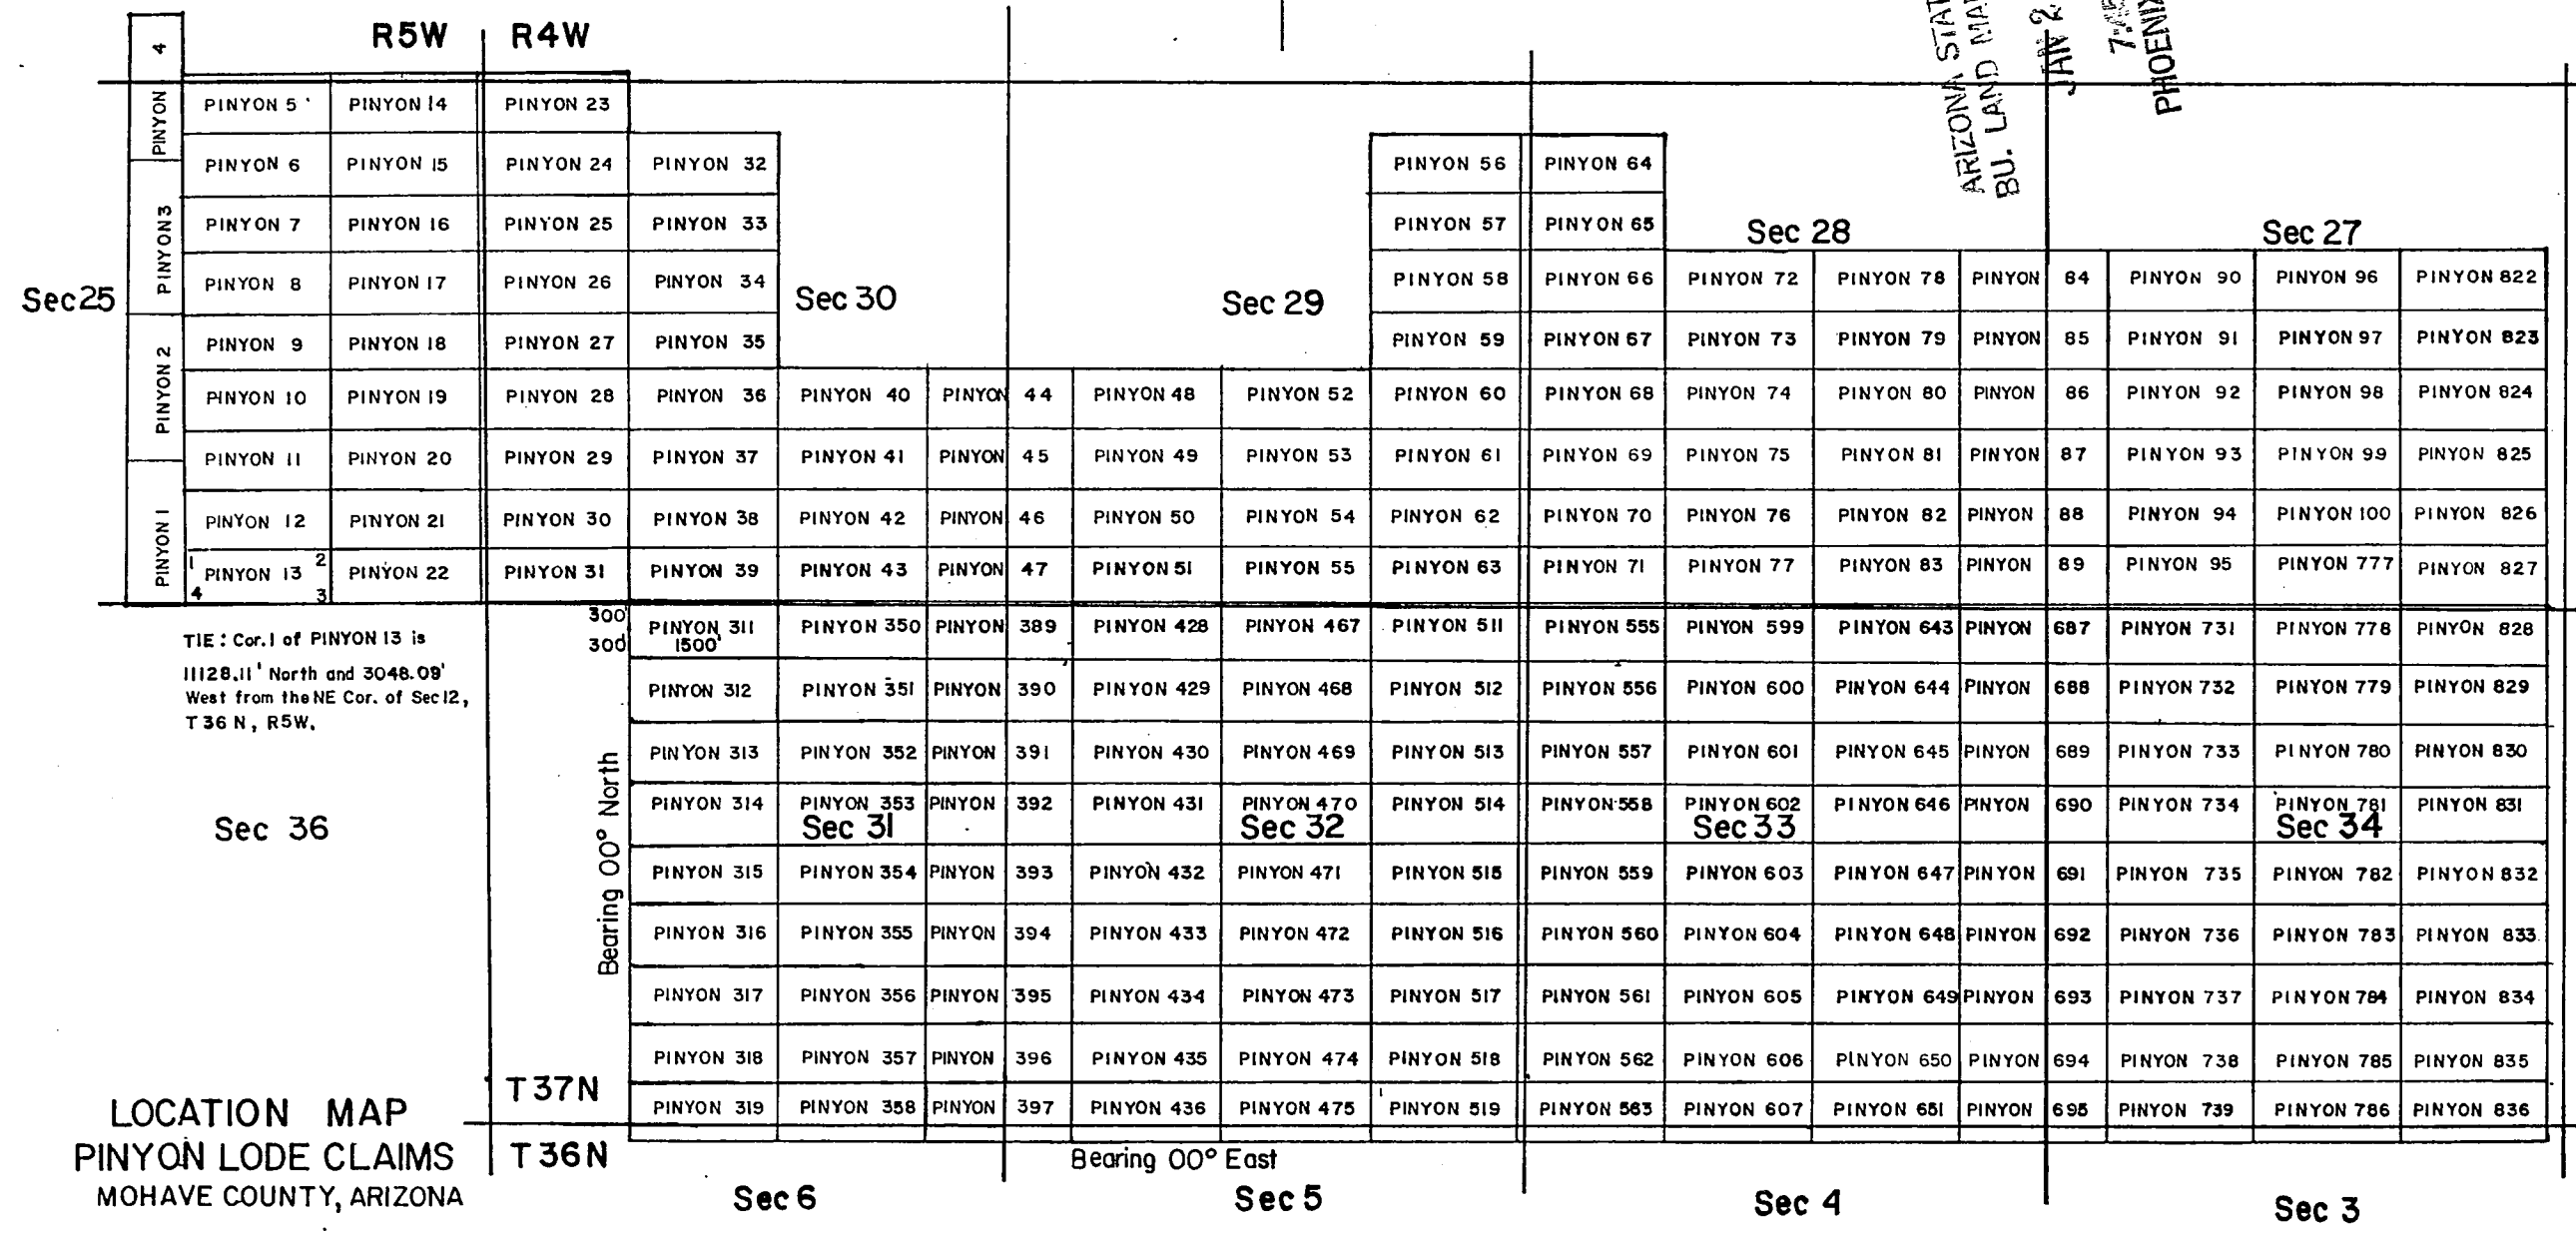 R5W R4W
ARIZONA STAT
BU. LAND MA
JAN 2
PHOENIX
PINYON 4
PINYON 5 PINYON 14 PINYON 23
PINYON 6 PINYON 15 PINYON 24 PINYON 32 PINYON 56 PINYON 64
PINYON 3
PINYON 7 PINYON 16 PINYON 25 PINYON 33 PINYON 57 PINYON 65 Sec 28 Sec 27
PINYON 8 PINYON 17 PINYON 26 PINYON 34 PINYON 58 PINYON 66 PINYON 72 PINYON 78 PINYON 84 PINYON 90 PINYON 96 PINYON 822
Sec 25 Sec 30 Sec 29
PINYON 2
PINYON 9 PINYON 18 PINYON 27 PINYON 35 PINYON 59 PINYON 67 PINYON 73 PINYON 79 PINYON 85 PINYON 91 PINYON 97 PINYON 823
PINYON 10 PINYON 19 PINYON 28 PINYON 36 PINYON 40 PINYON 44 PINYON 48 PINYON 52 PINYON 60 PINYON 68 PINYON 74 PINYON 80 PINYON 86 PINYON 92 PINYON 98 PINYON 824
PINYON 11 PINYON 20 PINYON 29 PINYON 37 PINYON 41 PINYON 45 PINYON 49 PINYON 53 PINYON 61 PINYON 69 PINYON 75 PINYON 81 PINYON 87 PINYON 93 PINYON 99 PINYON 825
PINYON 1
PINYON 12 PINYON 21 PINYON 30 PINYON 38 PINYON 42 PINYON 46 PINYON 50 PINYON 54 PINYON 62 PINYON 70 PINYON 76 PINYON 82 PINYON 88 PINYON 94 PINYON 100 PINYON 826
1 2
PINYON 13 PINYON 22 PINYON 31 PINYON 39 PINYON 43 PINYON 47 PINYON 51 PINYON 55 PINYON 63 PINYON 71 PINYON 77 PINYON 83 PINYON 89 PINYON 95 PINYON 777 PINYON 827
4 3
300'
PINYON 311 PINYON 350 PINYON 389 PINYON 428 PINYON 467 PINYON 511 PINYON 555 PINYON 599 PINYON 643 PINYON 687 PINYON 731 PINYON 778 PINYON 828
300' 1500'
TIE: Cor. 1 of PINYON 13 is
11128.11' North and 3048.09'
West from the NE Cor. of Sec 12,
T 36 N, R5W.
PINYON 312 PINYON 351 PINYON 390 PINYON 429 PINYON 468 PINYON 512 PINYON 556 PINYON 600 PINYON 644 PINYON 688 PINYON 732 PINYON 779 PINYON 829
PINYON 313 PINYON 352 PINYON 391 PINYON 430 PINYON 469 PINYON 513 PINYON 557 PINYON 601 PINYON 645 PINYON 689 PINYON 733 PINYON 780 PINYON 830
PINYON 314 PINYON 353 PINYON 392 PINYON 431 PINYON 470 PINYON 514 PINYON 558 PINYON 602 PINYON 646 PINYON 690 PINYON 734 PINYON 781 PINYON 831
Sec 36 Sec 31 Sec 32 Sec 33 Sec 34
Bearing 00° North
PINYON 315 PINYON 354 PINYON 393 PINYON 432 PINYON 471 PINYON 515 PINYON 559 PINYON 603 PINYON 647 PINYON 691 PINYON 735 PINYON 782 PINYON 832
PINYON 316 PINYON 355 PINYON 394 PINYON 433 PINYON 472 PINYON 516 PINYON 560 PINYON 604 PINYON 648 PINYON 692 PINYON 736 PINYON 783 PINYON 833
PINYON 317 PINYON 356 PINYON 395 PINYON 434 PINYON 473 PINYON 517 PINYON 561 PINYON 605 PINYON 649 PINYON 693 PINYON 737 PINYON 784 PINYON 834
PINYON 318 PINYON 357 PINYON 396 PINYON 435 PINYON 474 PINYON 518 PINYON 562 PINYON 606 PINYON 650 PINYON 694 PINYON 738 PINYON 785 PINYON 835
T 37N
PINYON 319 PINYON 358 PINYON 397 PINYON 436 PINYON 475 PINYON 519 PINYON 563 PINYON 607 PINYON 651 PINYON 695 PINYON 739 PINYON 786 PINYON 836
LOCATION MAP
PINYON LODE CLAIMS
MOHAVE COUNTY, ARIZONA
T 36N
Bearing 00° East
Sec 6 Sec 5 Sec 4 Sec 3